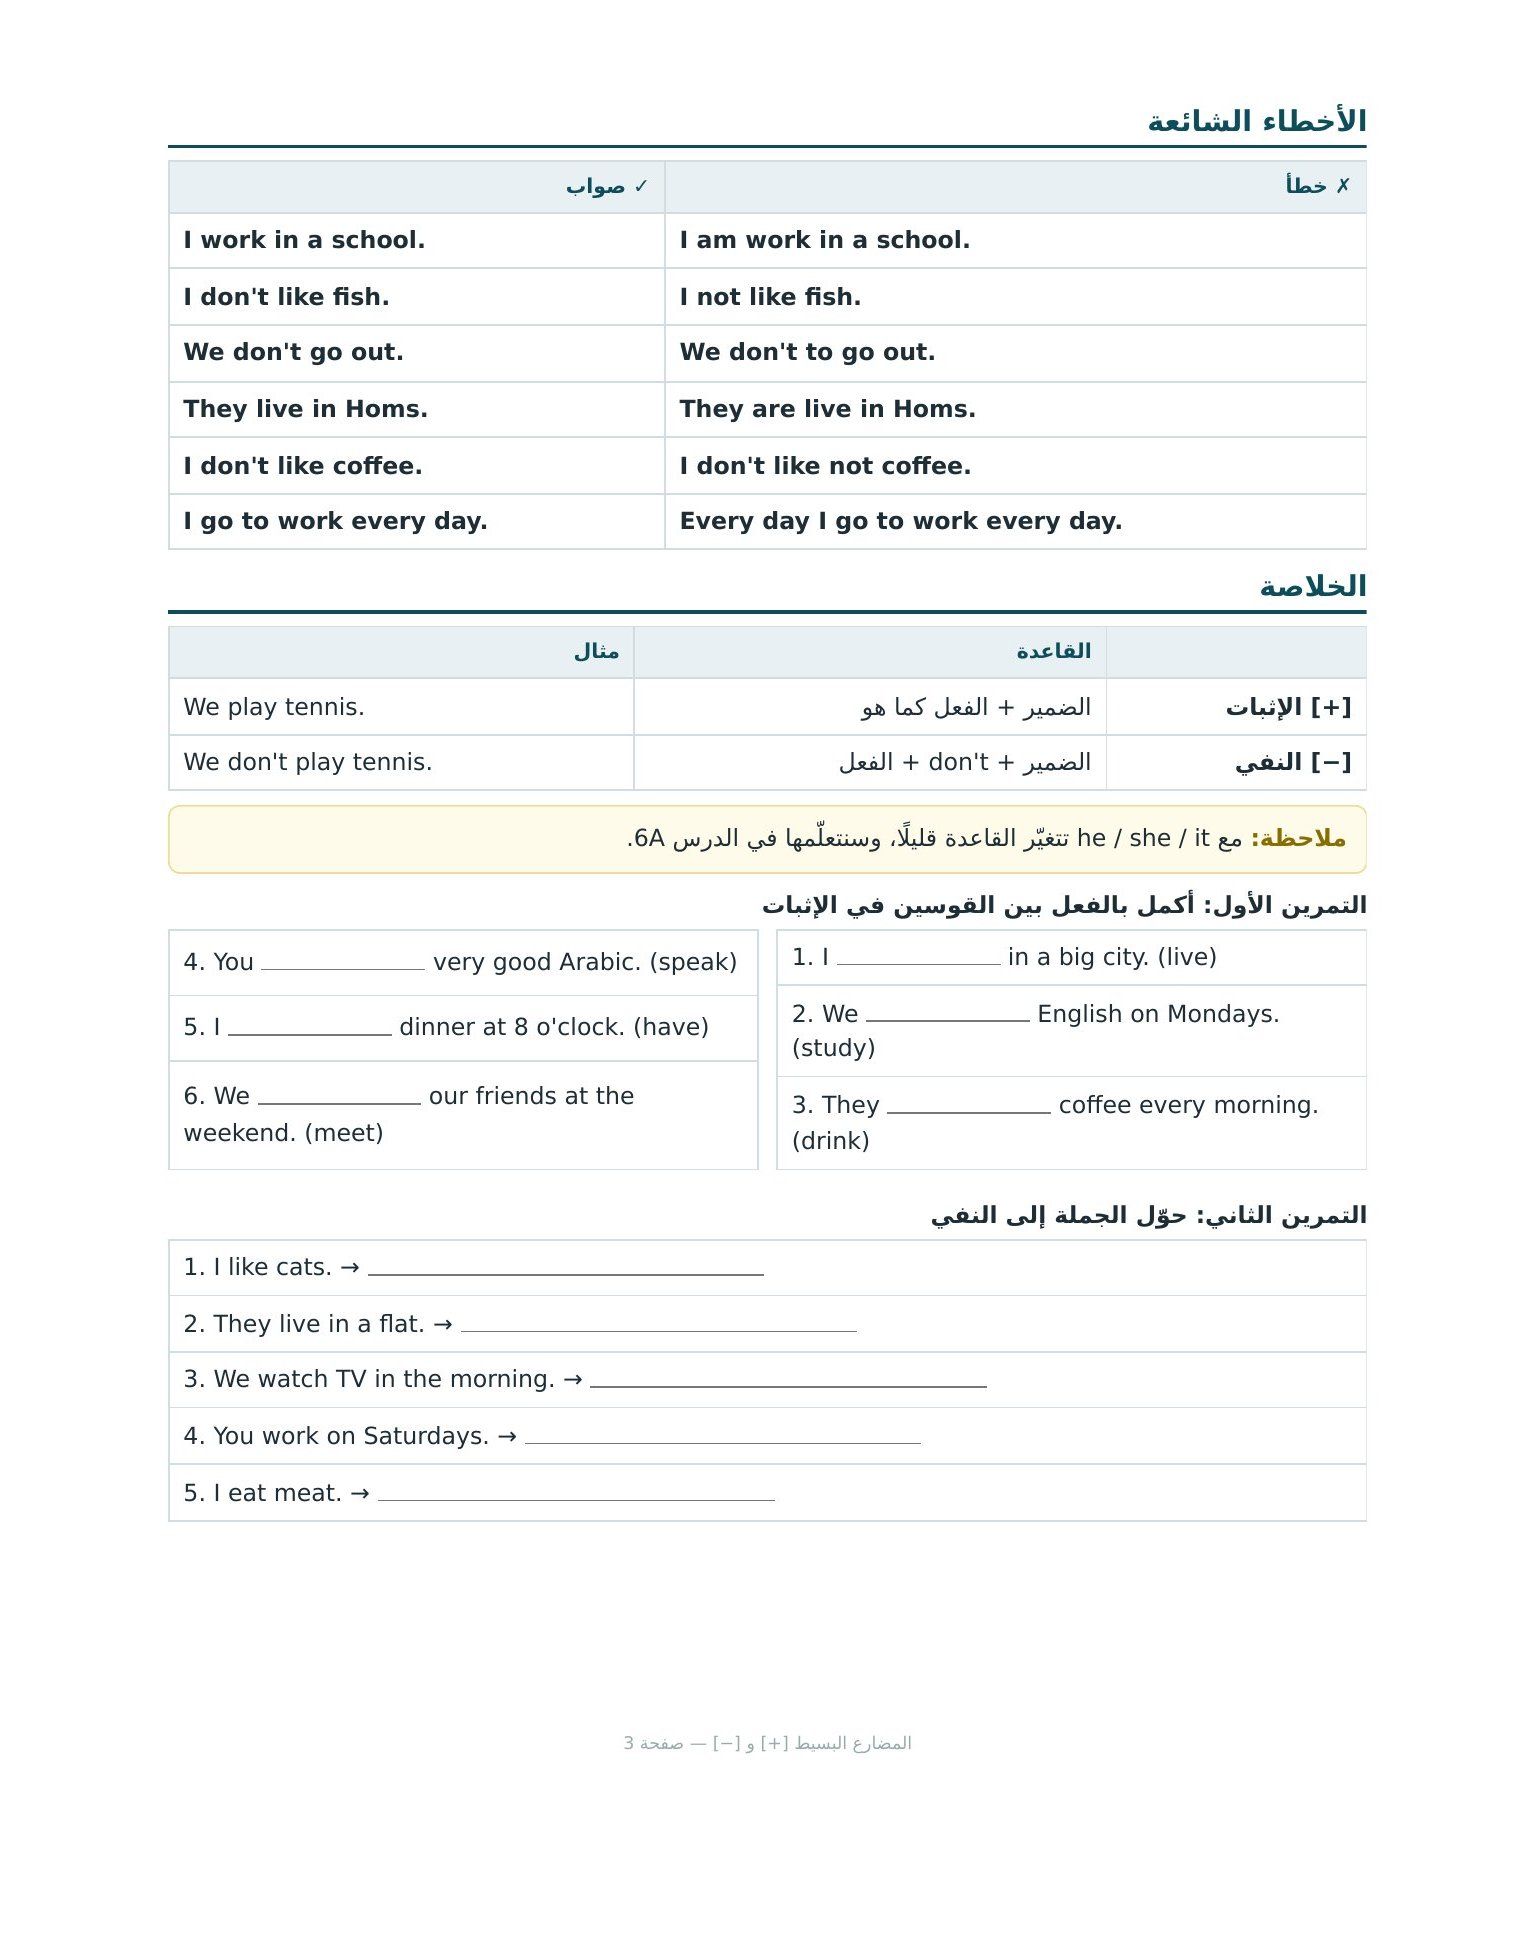 الأخطاء الشائعة
✗ خطأ	✓ صواب
I am work in a school.	I work in a school.
I not like fish.	I don't like fish.
We don't to go out.	We don't go out.
They are live in Homs.	They live in Homs.
I don't like not coffee.	I don't like coffee.
Every day I go to work every day.	I go to work every day.
الخلاصة
القاعدة	مثال
[+] الإثبات	الضمير + الفعل كما هو	We play tennis.
[−] النفي	الضمير + don't + الفعل	We don't play tennis.
ملاحظة: مع he / she / it تتغيّر القاعدة قليلًا، وسنتعلّمها في الدرس 6A.
التمرين الأول: أكمل بالفعل بين القوسين في الإثبات
1. I ____________ in a big city. (live)
2. We ____________ English on Mondays.
(study)
3. They ____________ coffee every morning.
(drink)
4. You ____________ very good Arabic. (speak)
5. I ____________ dinner at 8 o'clock. (have)
6. We ____________ our friends at the
weekend. (meet)
التمرين الثاني: حوّل الجملة إلى النفي
1. I like cats. → ____________________________
2. They live in a flat. → ____________________________
3. We watch TV in the morning. → ____________________________
4. You work on Saturdays. → ____________________________
5. I eat meat. → ____________________________
المضارع البسيط [+] و [−] — صفحة 3